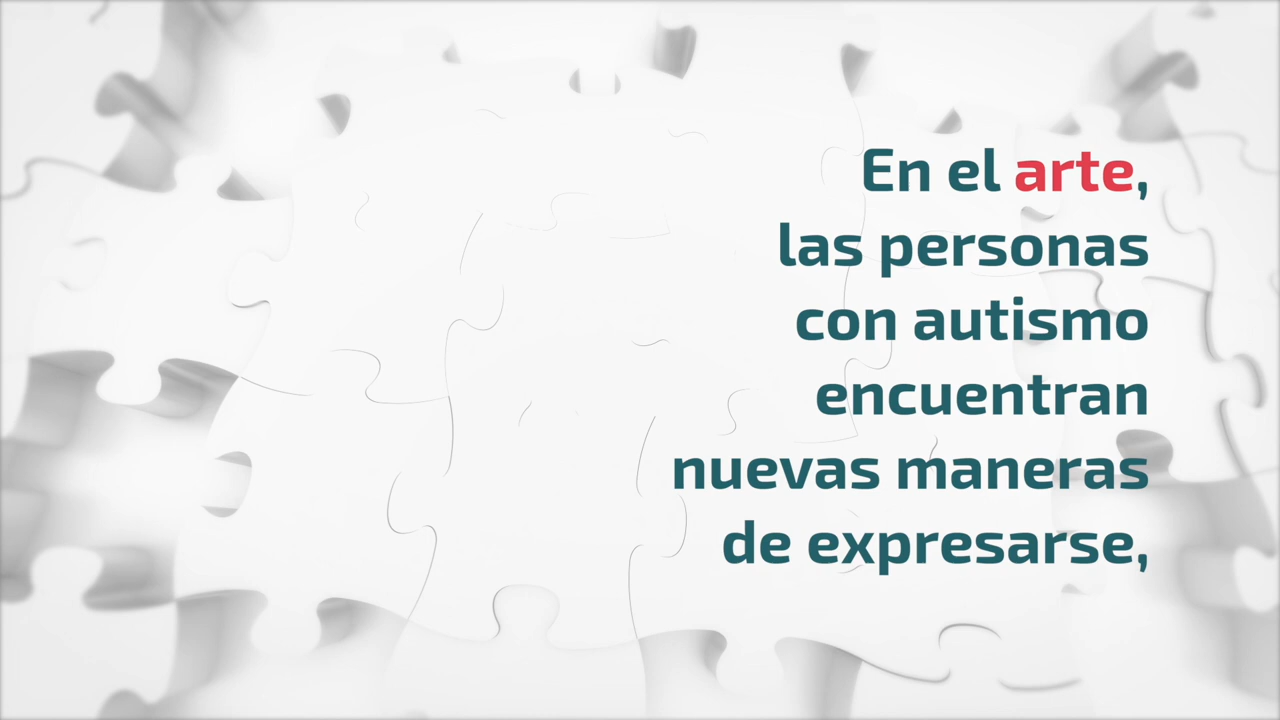 En el arte,
las personas
con autismo
encuentran
nuevas maneras
de expresarse,